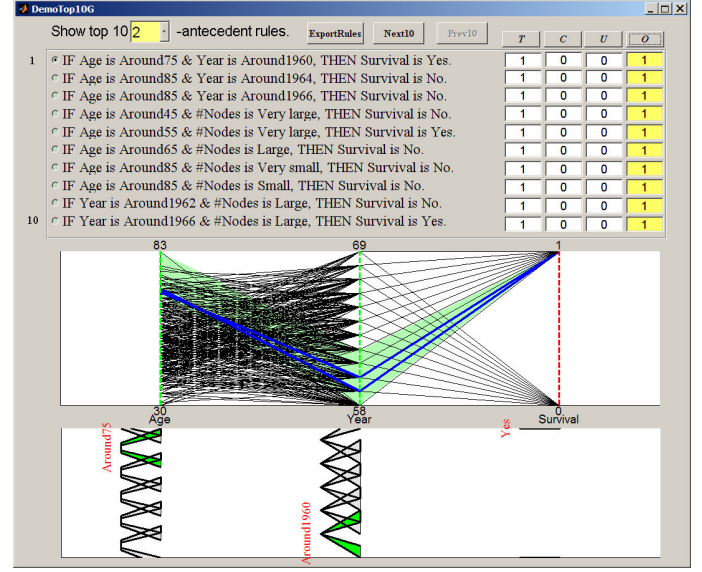 DemoTop10G
Show top 10 2 -antecedent rules. ExportRules Next10 Prev10 T C U O
1 IF Age is Around75 & Year is Around1960, THEN Survival is Yes. 1 0 0 1
IF Age is Around85 & Year is Around1964, THEN Survival is No. 1 0 0 1
IF Age is Around85 & Year is Around1966, THEN Survival is No. 1 0 0 1
IF Age is Around45 & #Nodes is Very large, THEN Survival is No. 1 0 0 1
IF Age is Around55 & #Nodes is Very large, THEN Survival is Yes. 1 0 0 1
IF Age is Around65 & #Nodes is Large, THEN Survival is No. 1 0 0 1
IF Age is Around85 & #Nodes is Very small, THEN Survival is No. 1 0 0 1
IF Age is Around85 & #Nodes is Small, THEN Survival is No. 1 0 0 1
IF Year is Around1962 & #Nodes is Large, THEN Survival is No. 1 0 0 1
10 IF Year is Around1966 & #Nodes is Large, THEN Survival is Yes. 1 0 0 1
83 69 1
30 58 0
Age Year Survival
Around75
Around1960
Yes